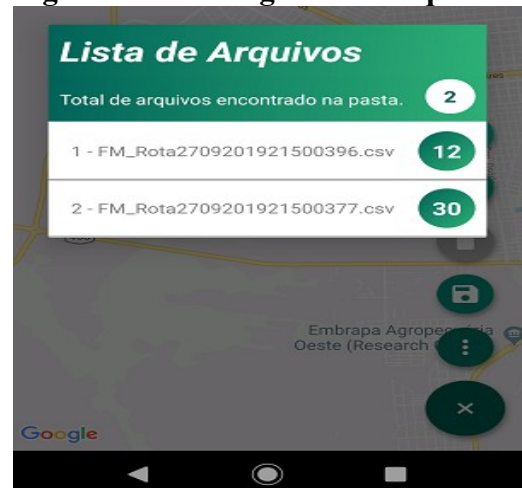 Lista de Arquivos
Total de arquivos encontrado na pasta.
2
1 - FM_Rota2709201921500396.csv
12
2 - FM_Rota2709201921500377.csv
30
Embrapa Agropec
Oeste (Research
Google